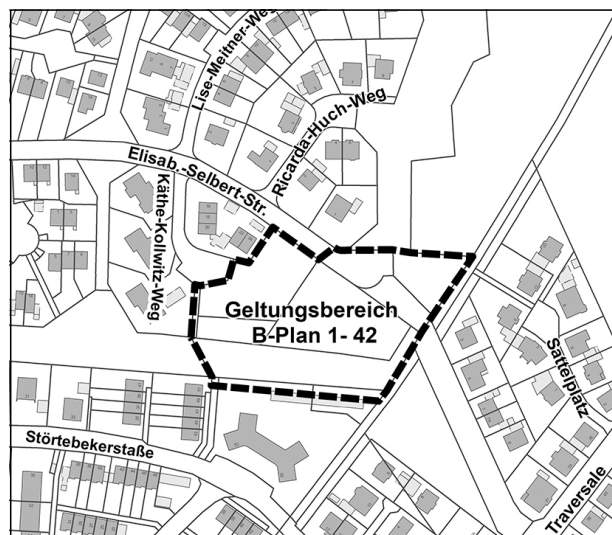 Lise-Meitner-Weg
Ricarda-Huch-Weg
Elisab.-Selbert-Str.
Käthe-Kollwitz-Weg
Geltungsbereich
B-Plan 1- 42
Sattelplatz
Störtebekerstaße
Traversale